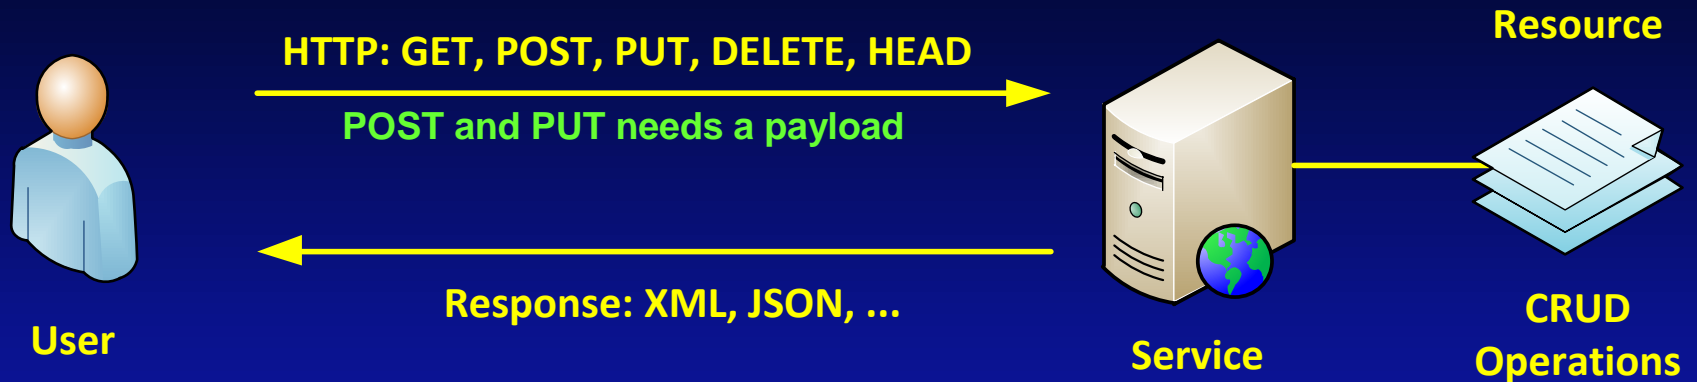 HTTP: GET, POST, PUT, DELETE, HEAD
POST and PUT needs a payload
Response: XML, JSON, ...
User
Service
Resource
CRUD
Operations